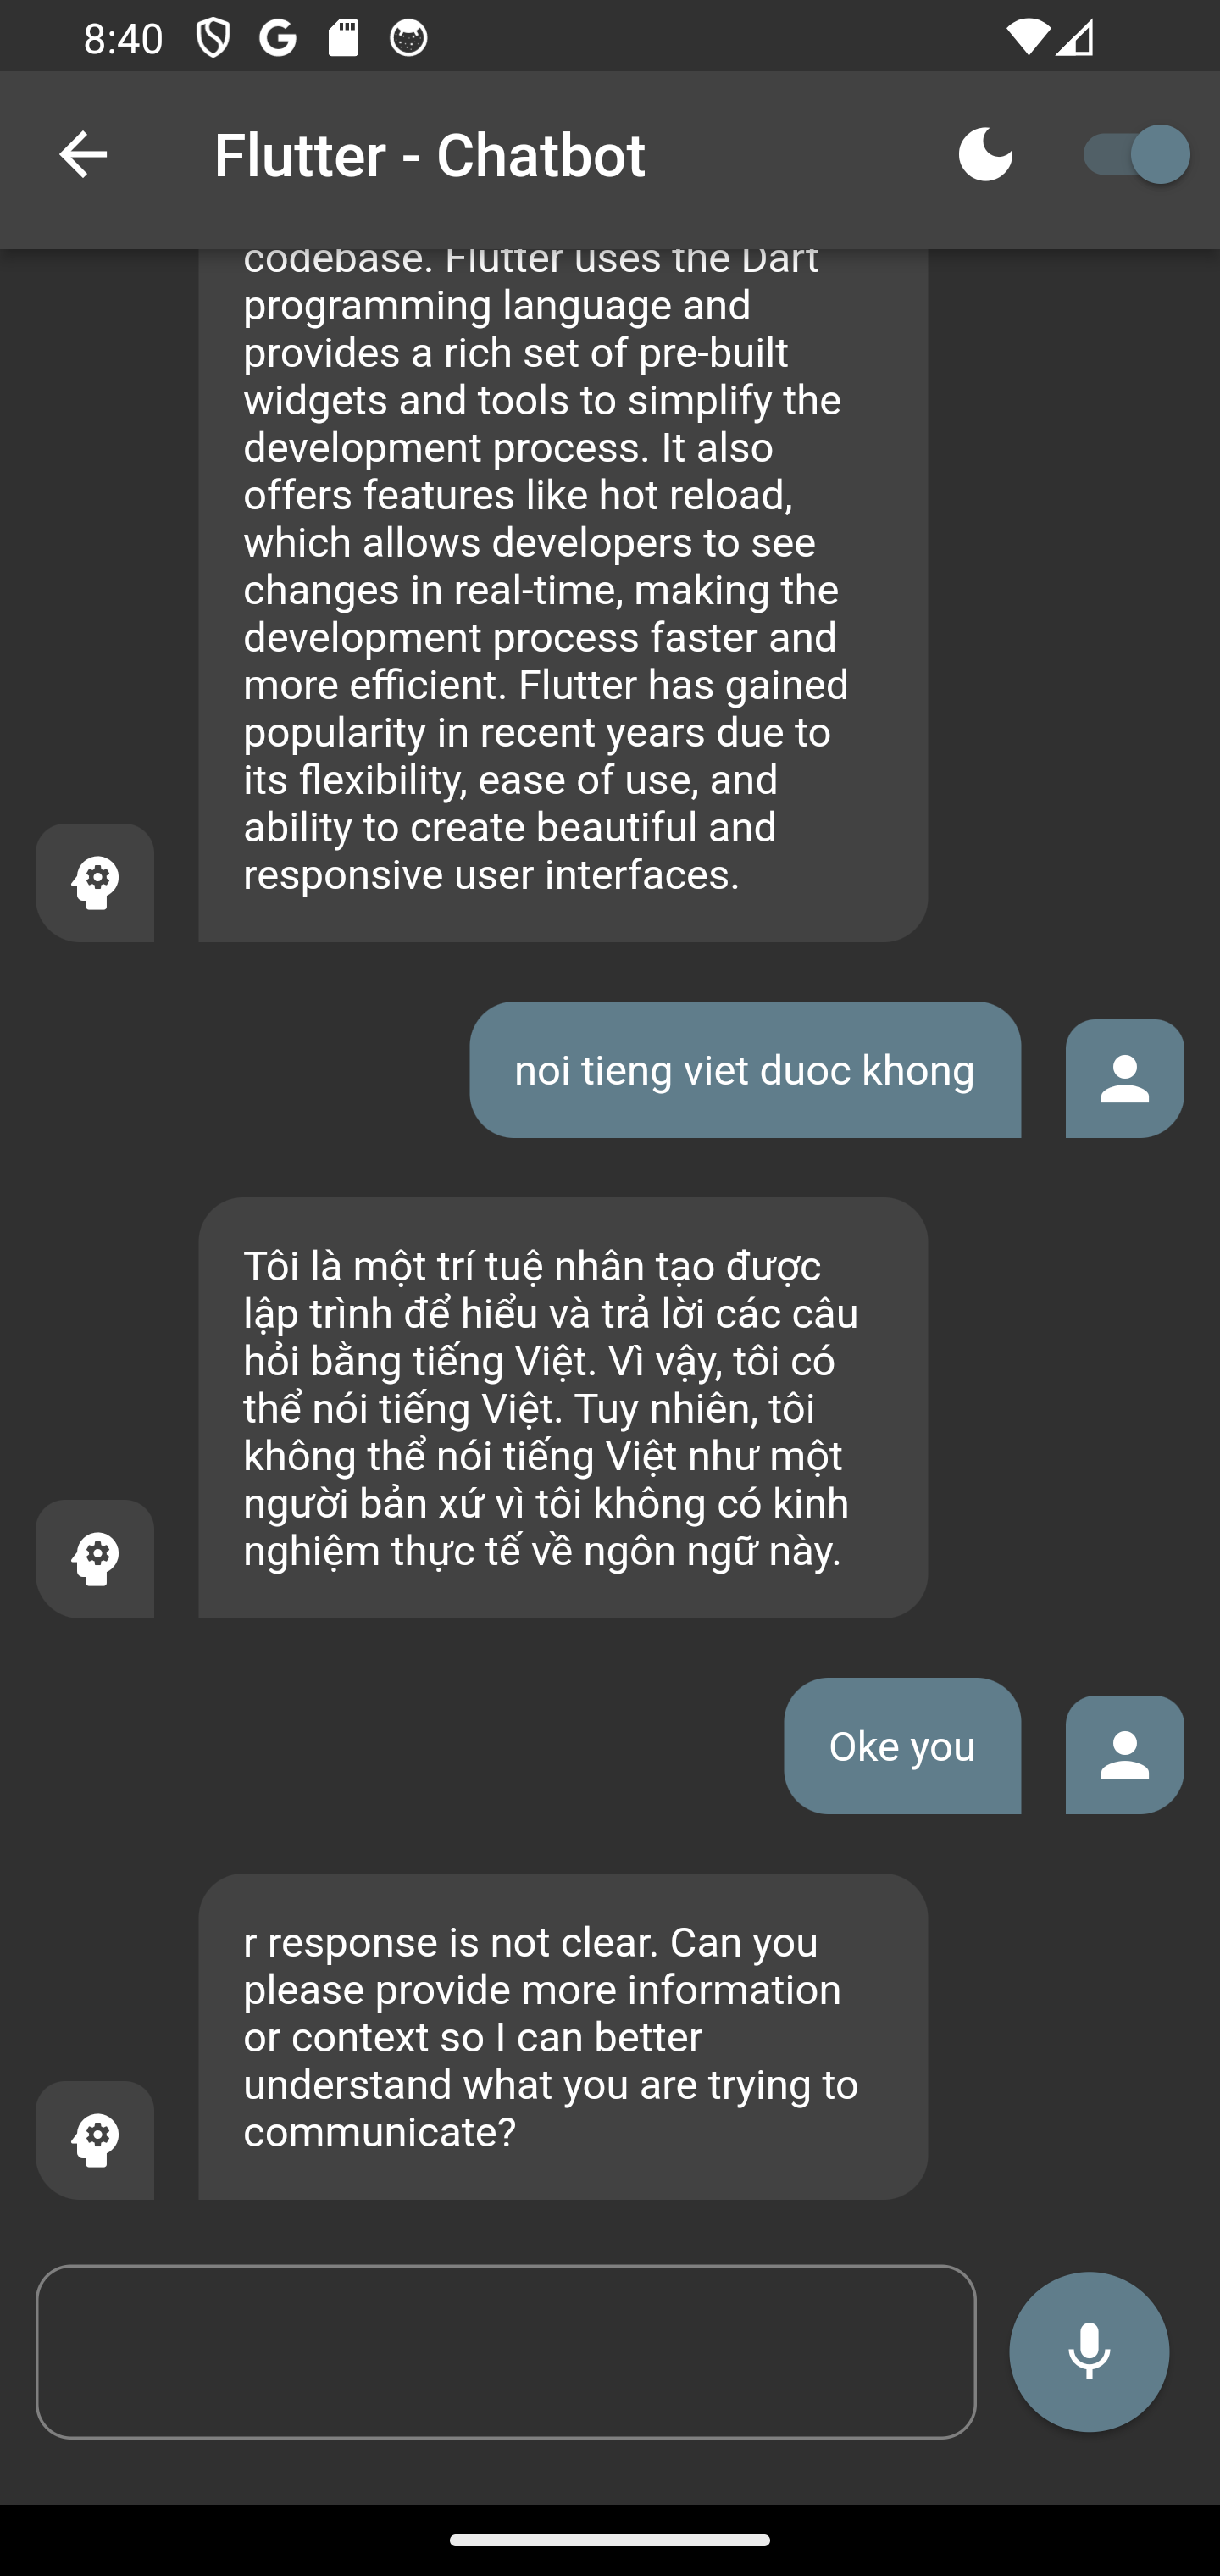 8:40
Flutter - Chatbot
codebase. Flutter uses the Dart
programming language and
provides a rich set of pre-built
widgets and tools to simplify the
development process. It also
offers features like hot reload,
which allows developers to see
changes in real-time, making the
development process faster and
more efficient. Flutter has gained
popularity in recent years due to
its flexibility, ease of use, and
ability to create beautiful and
responsive user interfaces.
noi tieng viet duoc khong
Tôi là một trí tuệ nhân tạo được
lập trình để hiểu và trả lời các câu
hỏi bằng tiếng Việt. Vì vậy, tôi có
thể nói tiếng Việt. Tuy nhiên, tôi
không thể nói tiếng Việt như một
người bản xứ vì tôi không có kinh
nghiệm thực tế về ngôn ngữ này.
Oke you
r response is not clear. Can you
please provide more information
or context so I can better
understand what you are trying to
communicate?